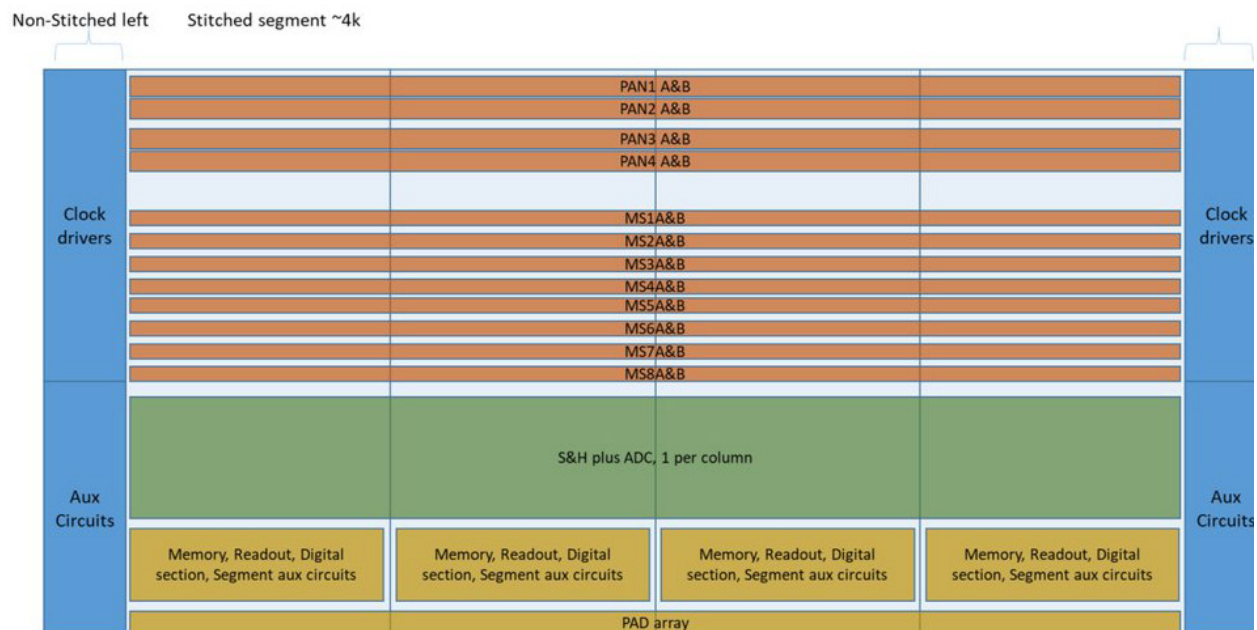 Non-Stitched left
Stitched segment ~4k
PAN1 A&B
PAN2 A&B
PAN3 A&B
PAN4 A&B
Clock
drivers
MS1A&B
MS2A&B
MS3A&B
MS4A&B
MS5A&B
MS6A&B
MS7A&B
MS8A&B
Clock
drivers
S&H plus ADC, 1 per column
Aux
Circuits
Aux
Circuits
Memory, Readout, Digital
section, Segment aux circuits
Memory, Readout, Digital
section, Segment aux circuits
Memory, Readout, Digital
section, Segment aux circuits
Memory, Readout, Digital
section, Segment aux circuits
PAD array